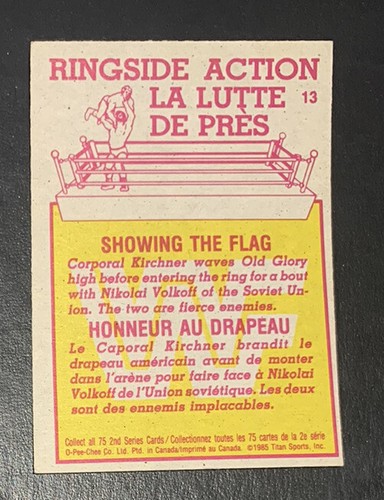 RINGSIDE ACTION
LA LUTTE 13
DE PRÈS
SHOWING THE FLAG
Corporal Kirchner waves Old Glory
high before entering the ring for a bout
with Nikolai Volkoff of the Soviet Un-
ion. The two are fierce enemies.
HONNEUR AU DRAPEAU
Le Caporal Kirchner brandit le
drapeau américain avant de monter
dans l'arène pour faire face à Nikolai
Volkoff de l'Union soviétique. Les deux
sont des ennemis implacables.
Collect all 75 2nd Series Cards / Collectionnez toutes les 75 cartes de la 2e série
O-Pee-Chee Co. Ltd. Ptd. in Canada/Imprimé au Canada. ©1985 Titan Sports, Inc.